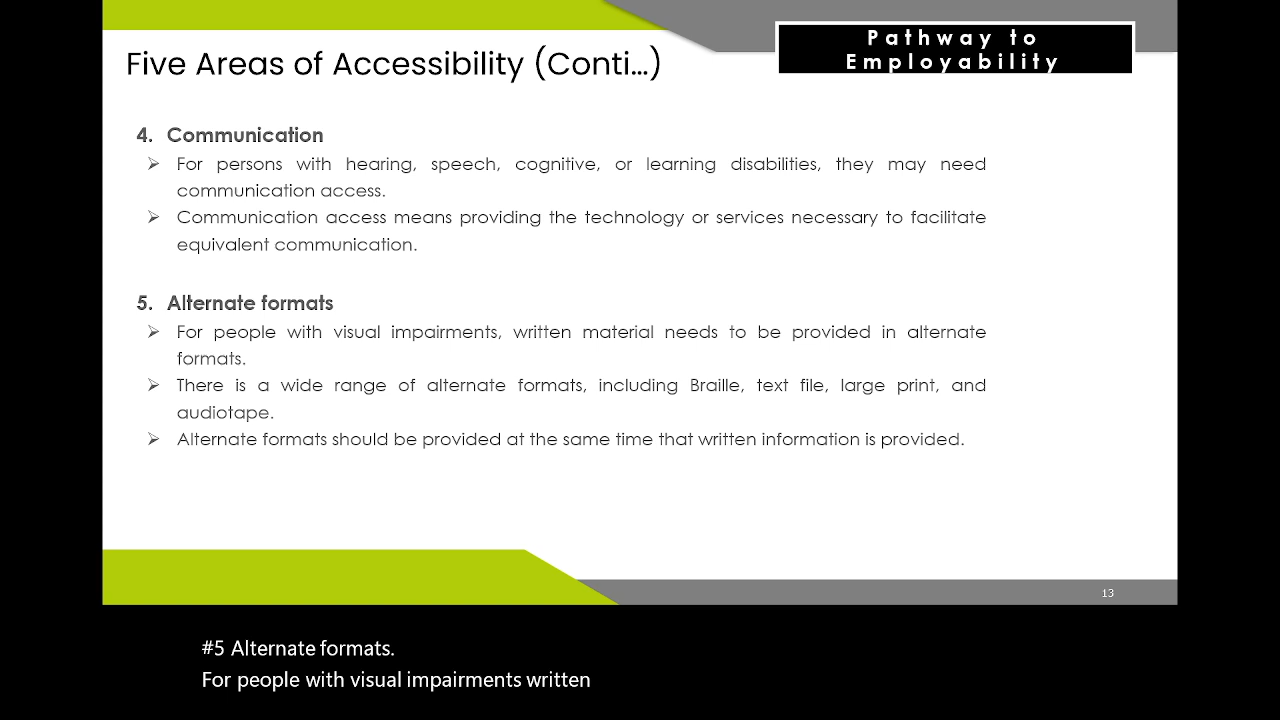 Pathway to
Employability
Five Areas of Accessibility (Conti…)
4. Communication
➢ For persons with hearing, speech, cognitive, or learning disabilities, they may need
communication access.
➢ Communication access means providing the technology or services necessary to facilitate
equivalent communication.
5. Alternate formats
➢ For people with visual impairments, written material needs to be provided in alternate
formats.
➢ There is a wide range of alternate formats, including Braille, text file, large print, and
audiotape.
➢ Alternate formats should be provided at the same time that written information is provided.
13
#5 Alternate formats.
For people with visual impairments written